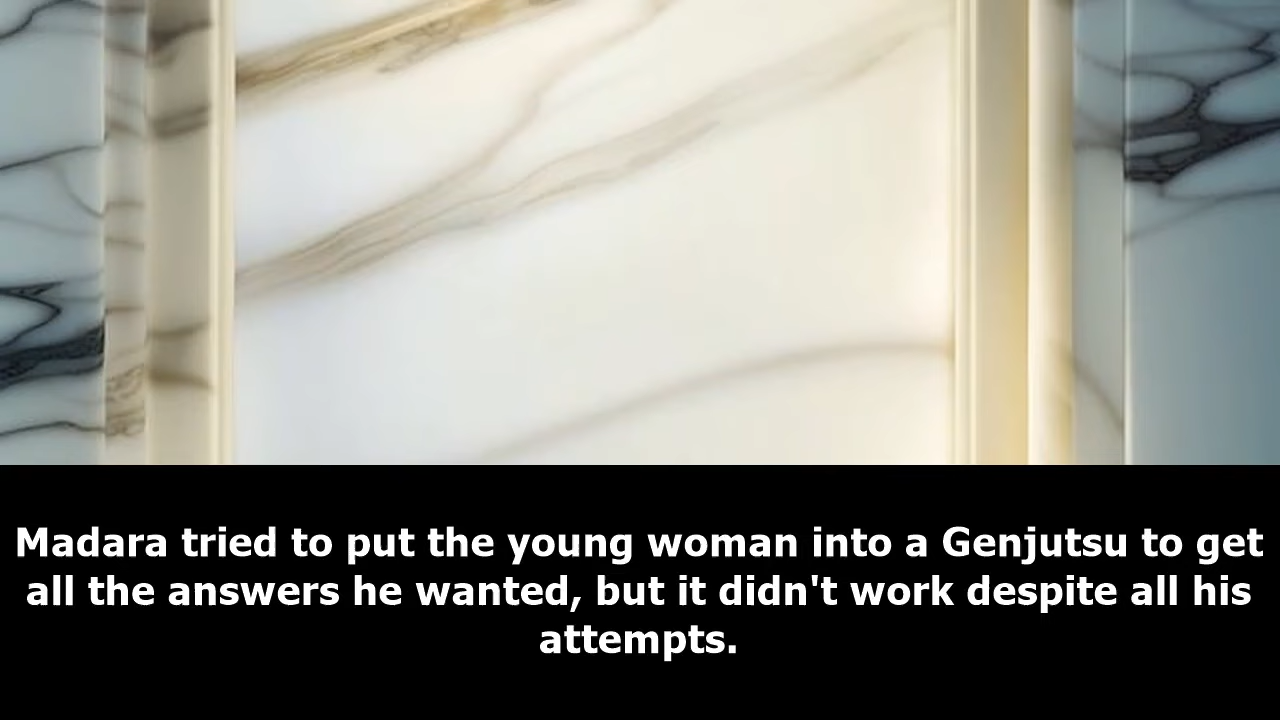 Madara tried to put the young woman into a Genjutsu to get
all the answers he wanted, but it didn't work despite all his
attempts.